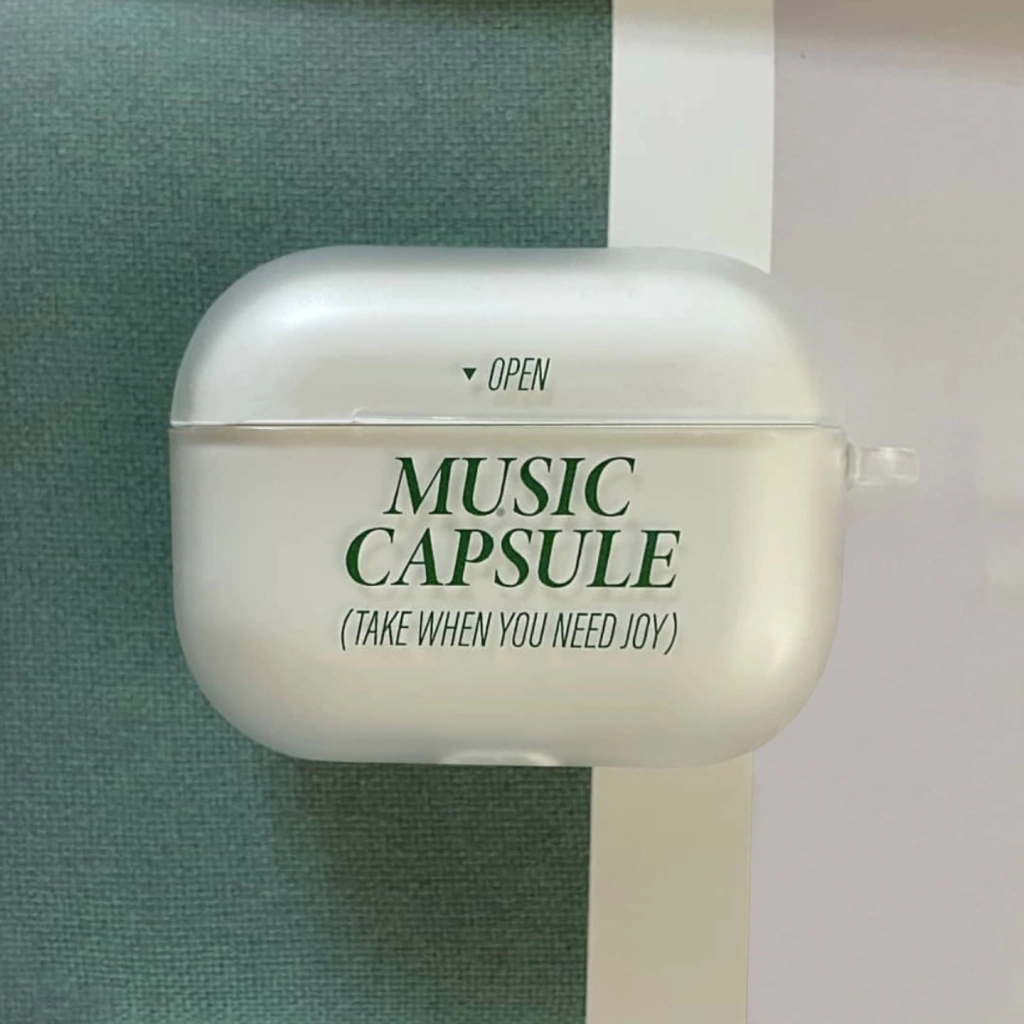 ▼ OPEN
MUSIC
CAPSULE
(TAKE WHEN YOU NEED JOY)